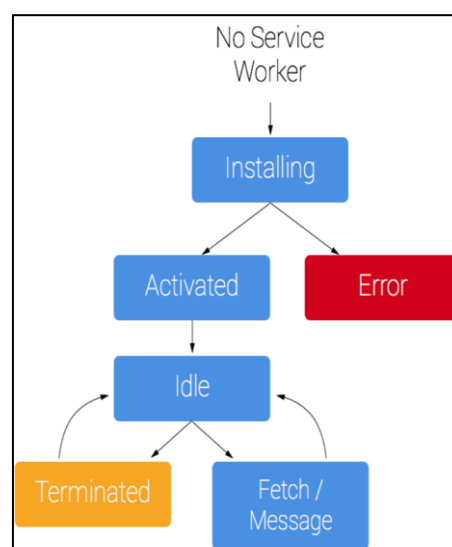 No Service
Worker
Installing
Activated
Error
Idle
Terminated
Fetch /
Message